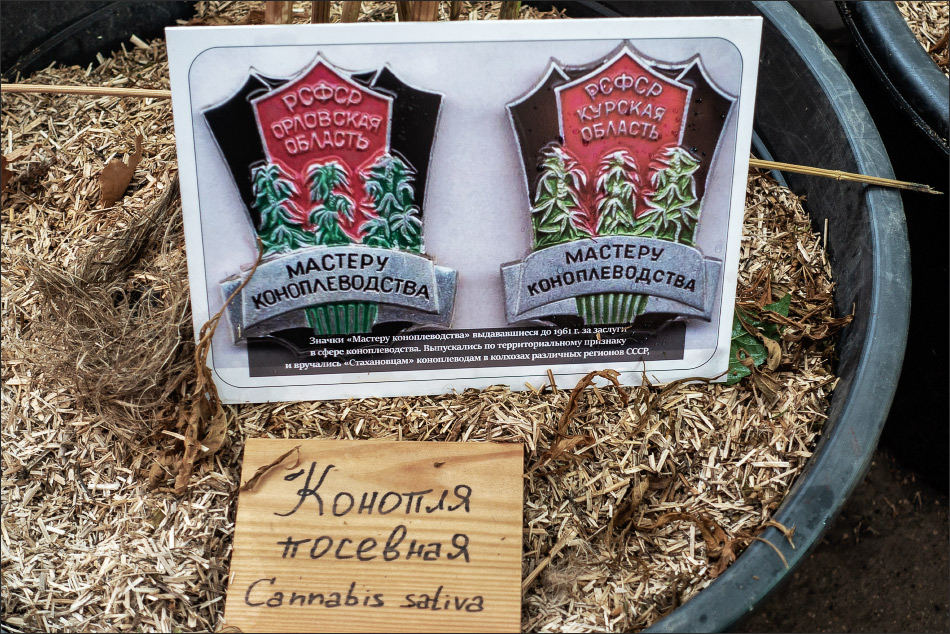 РСФСР
ОРЛОВСКАЯ
ОБЛАСТЬ
МАСТЕРУ
КОНОПЛЕВОДСТВА
РСФСР
КУРСКАЯ
ОБЛАСТЬ
МАСТЕРУ
КОНОПЛЕВОДСТВА
Значки «Мастеру коноплеводства» выдававшиеся до 1961 г. за заслуги
в сфере коноплеводства. Выпускались по территориальному признаку
и вручались «Стахановцам» коноплеводам в колхозах различных регионов СССР,
Конопля
посевная
Cannabis sativa